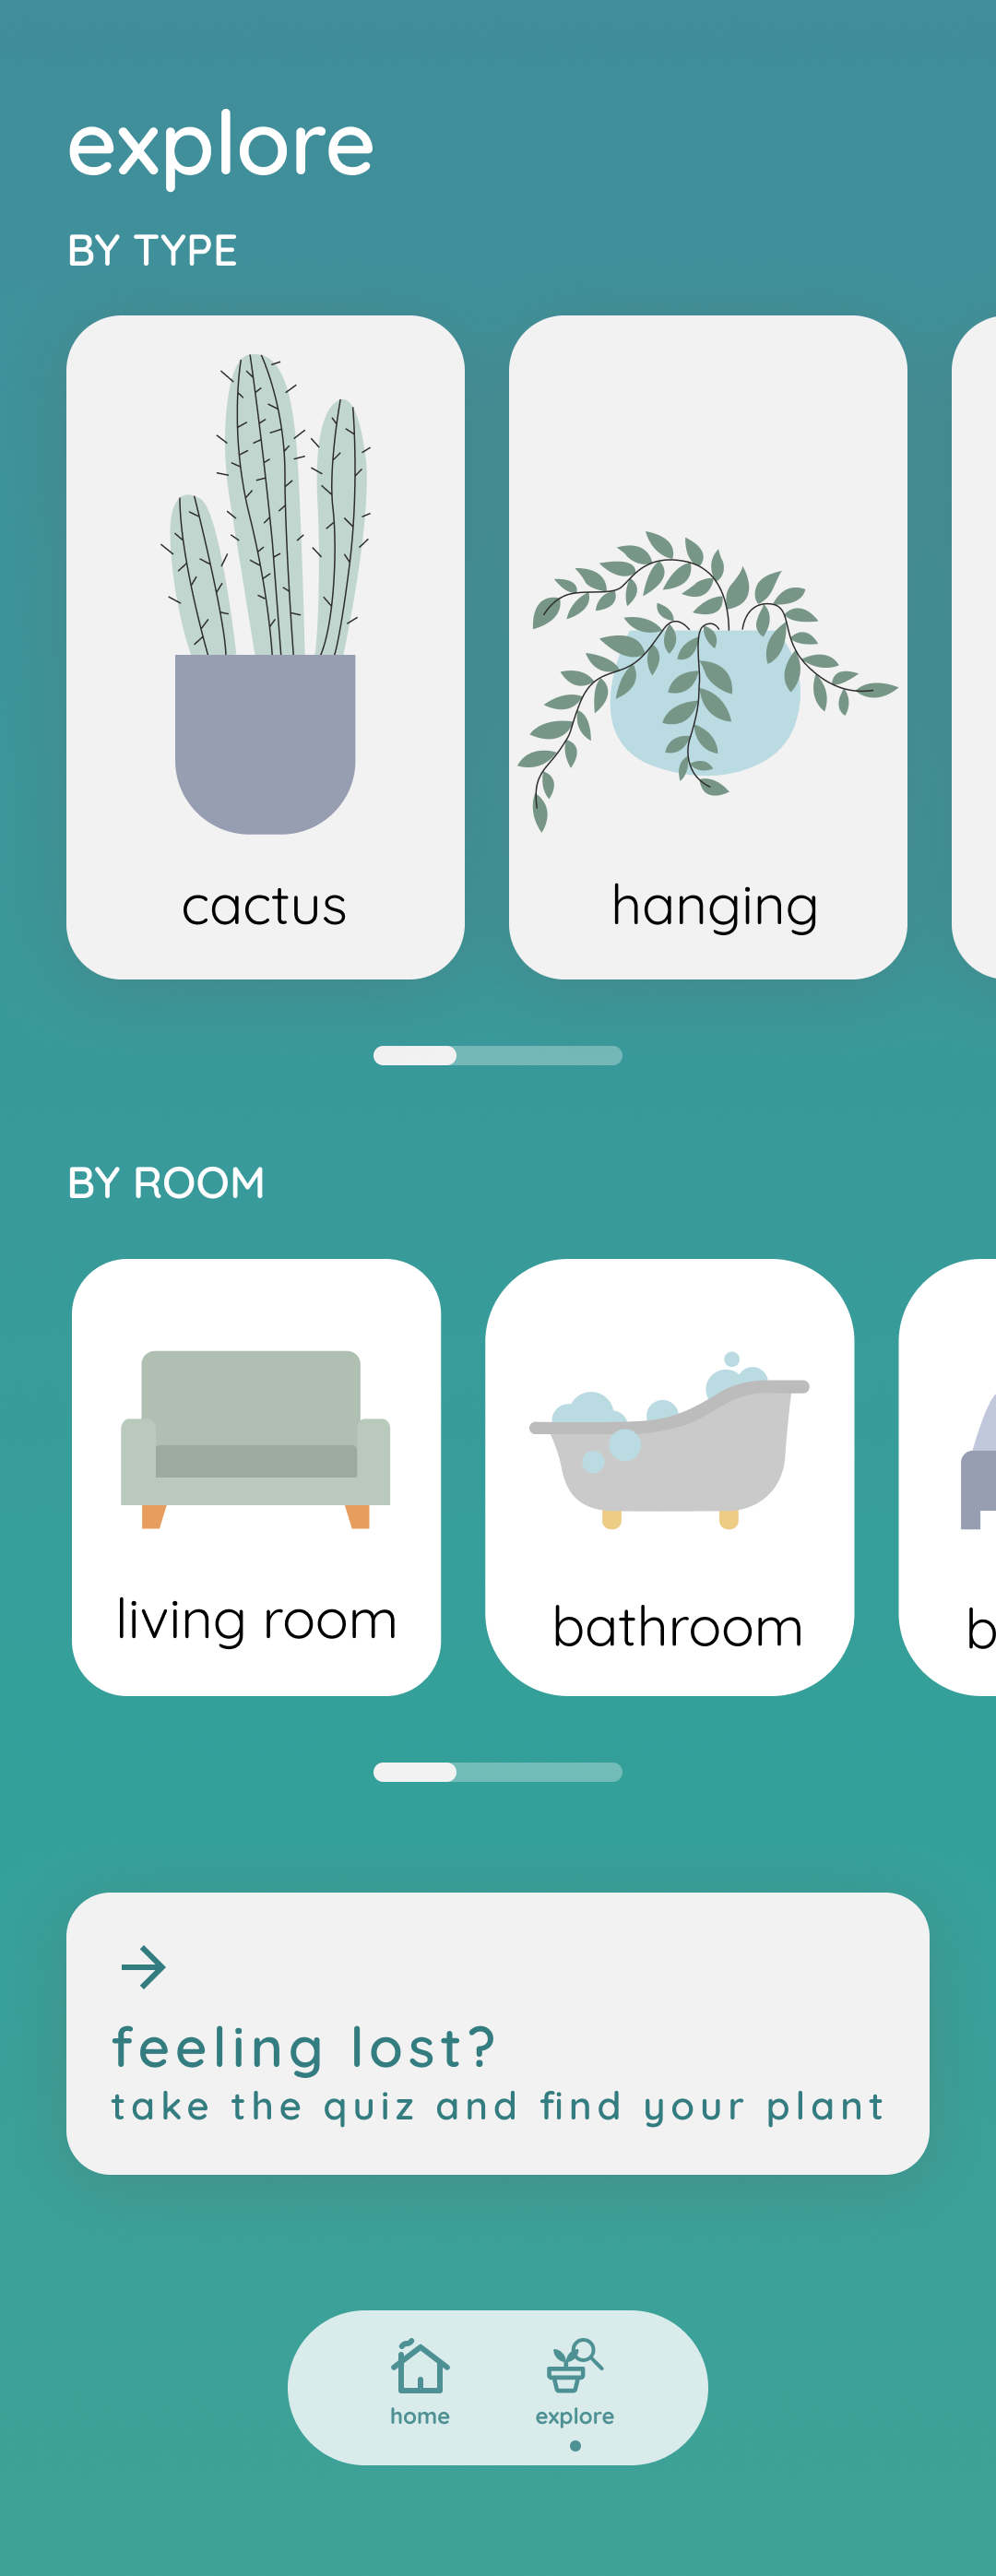 explore
BY TYPE
cactus
hanging
BY ROOM
living room
bathroom
b
feeling lost?
take the quiz and find your plant
home
explore